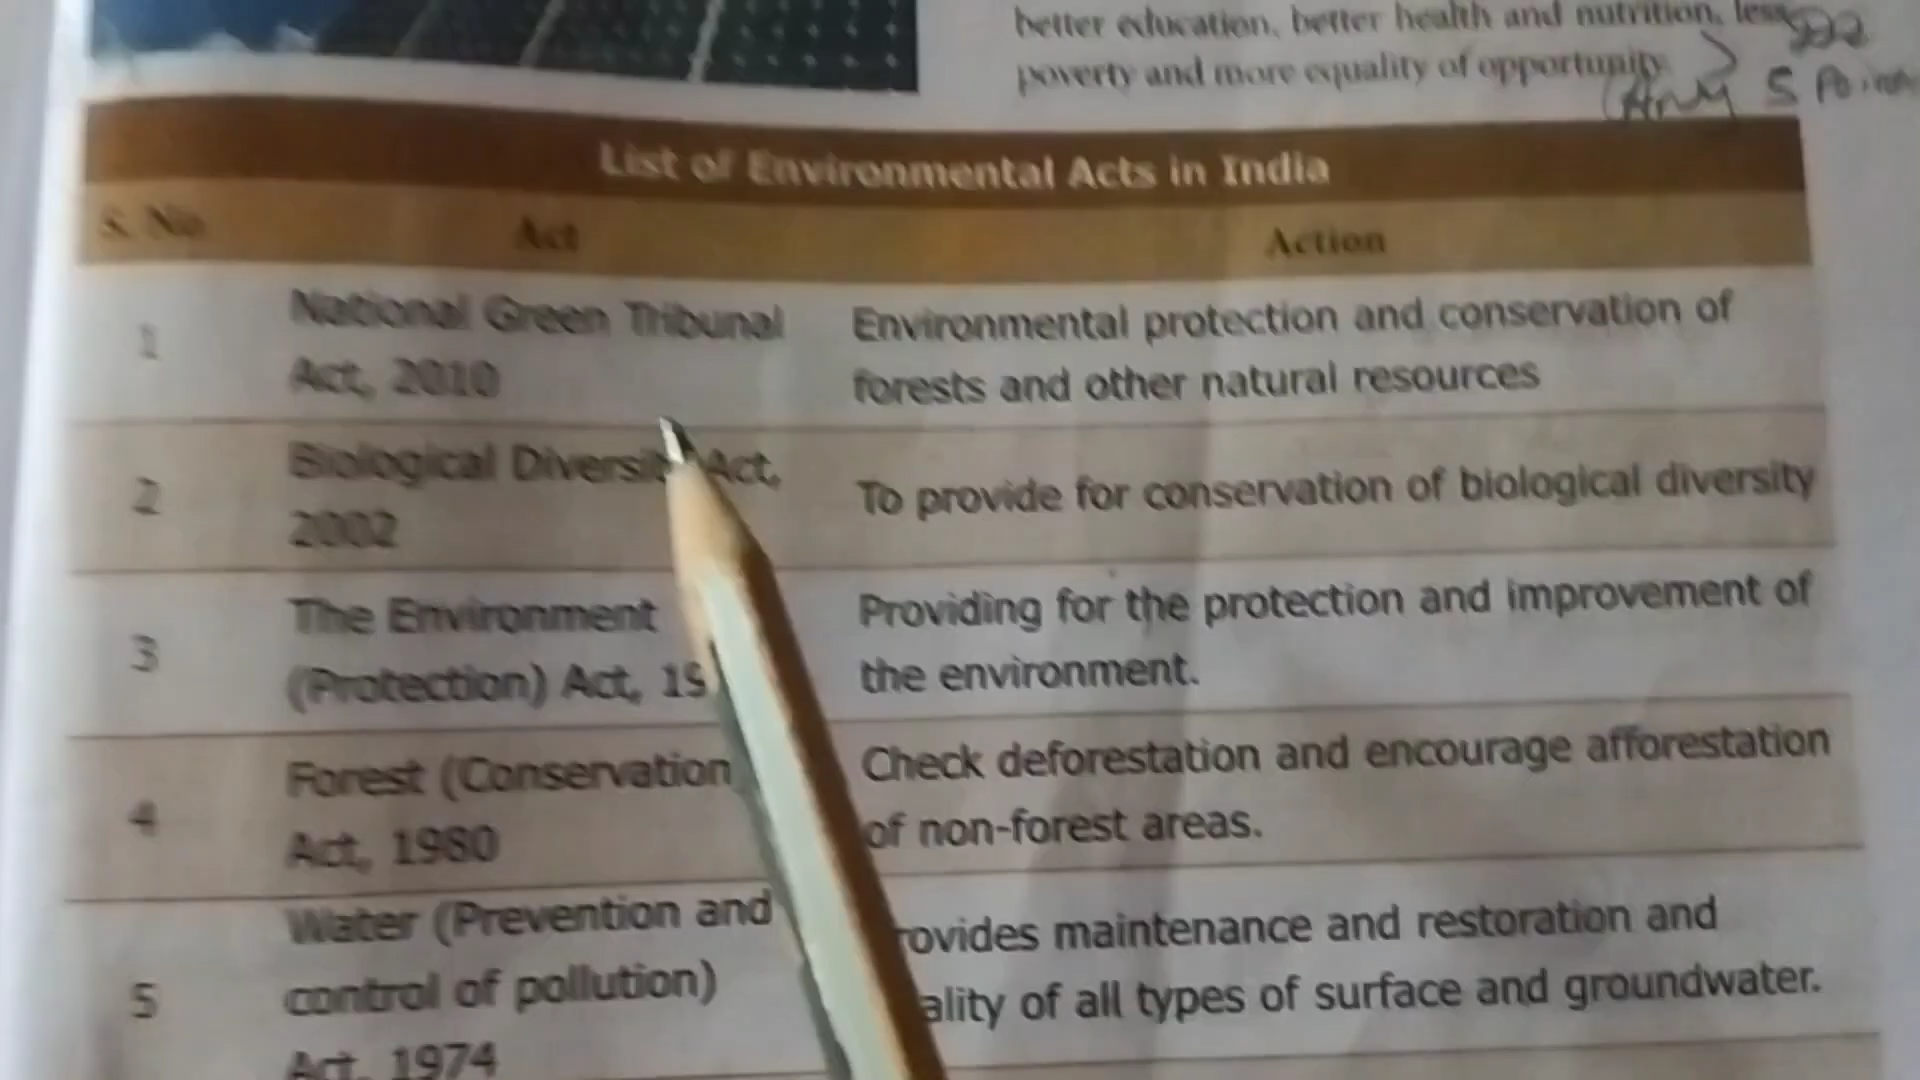 better education, better health and nutrition, less
poverty and more equality of opportunity.
(Any 5 Points
List of Environmental Acts in India
S. No
Act
Action
1
National Green Tribunal
Act, 2010
Environmental protection and conservation of
forests and other natural resources
2
Biological Diversi Act,
2002
To provide for conservation of biological diversity
3
The Environment
(Protection) Act, 19
Providing for the protection and improvement of
the environment.
4
Forest (Conservation
Act, 1980
Check deforestation and encourage afforestation
of non-forest areas.
5
Water (Prevention and
control of pollution)
Act, 1974
rovides maintenance and restoration and
ality of all types of surface and groundwater.